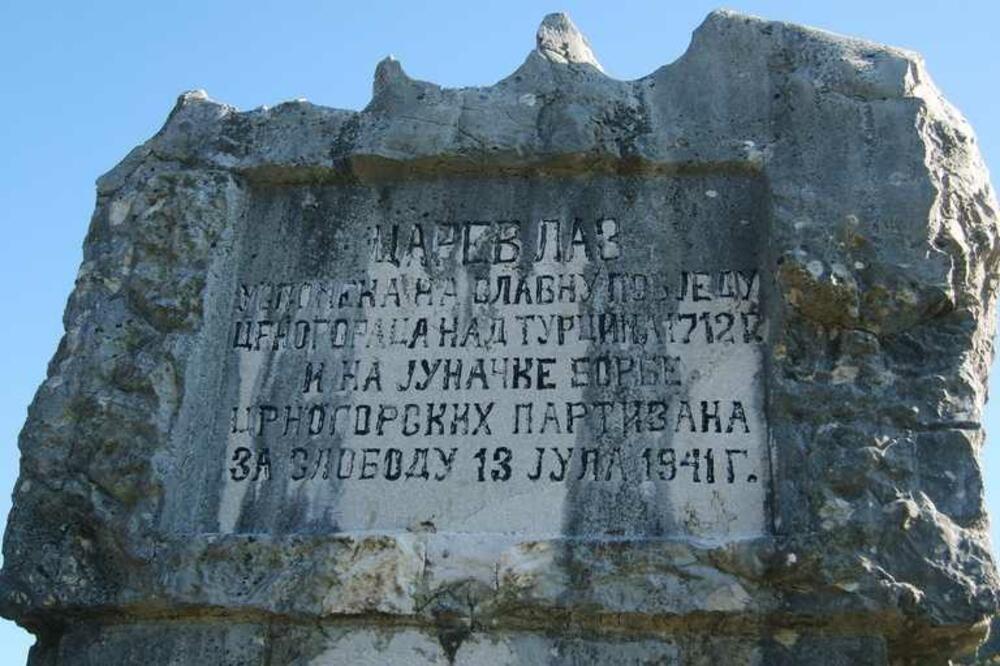 ЦАРЕВ ЛАЗ
УСПОМЕНА НА СЛАВНУ ПОБЈЕДУ
ЦРНОГОРАЦА НАД ТУРЦИМА 1712 Г.
И НА ЈУНАЧКЕ БОРБЕ
ЦРНОГОРСКИХ ПАРТИЗАНА
ЗА СЛОБОДУ 13 ЈУЛА 1941 Г.